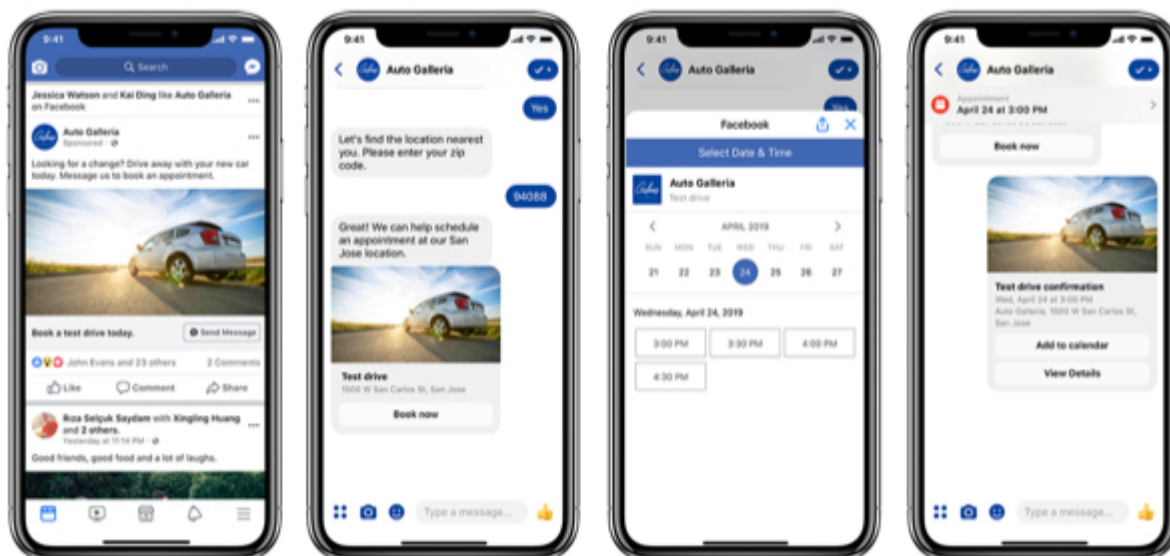 9:41
Search
Jessica Watson and Kai Ding like Auto Galleria
on Facebook
Auto Galleria
Sponsored ·
Looking for a change? Drive away with your new car
today. Message us to book an appointment.
Book a test drive today.
Send Message
John Evans and 23 others
2 Comments
Like
Comment
Share
Rıza Selçuk Saydam with Xingling Huang
and 2 others.
Yesterday at 11:14 PM ·
Good friends, good food and a lot of laughs.
9:41
Auto Galleria
Yes
Let's find the location nearest
you. Please enter your zip
code.
94088
Great! We can help schedule
an appointment at our San
Jose location.
Test drive
1500 W San Carlos St, San Jose
Book now
Type a message...
9:41
Auto Galleria
Yes
Facebook
Select Date & Time
Auto Galleria
Test drive
APRIL 2019
SUN MON TUE WED THU FRI SAT
21 22 23 24 25 26 27
Wednesday, April 24, 2019
3:00 PM
3:30 PM
4:00 PM
4:30 PM
9:41
Auto Galleria
Appointment
April 24 at 3:00 PM
Book now
Test drive confirmation
Wed, April 24 at 3:00 PM
Auto Galleria, 1500 W San Carlos St,
San Jose
Add to calendar
View Details
Type a message...